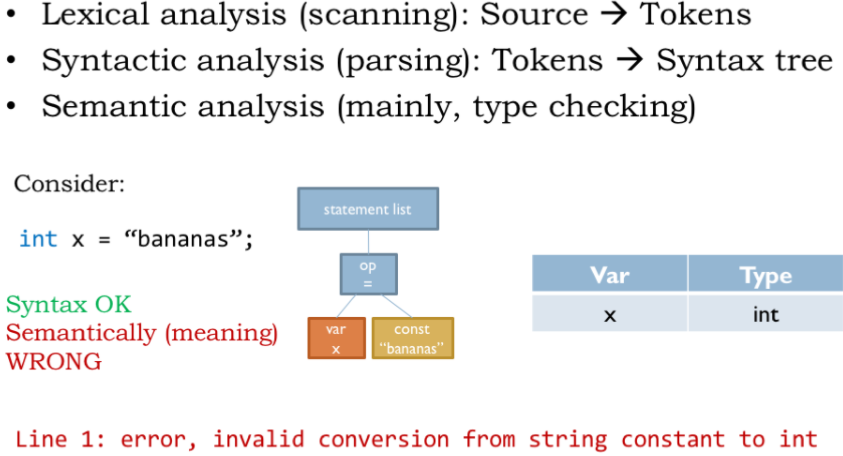 • Lexical analysis (scanning): Source → Tokens
• Syntactic analysis (parsing): Tokens → Syntax tree
• Semantic analysis (mainly, type checking)
Consider:
int x = “bananas”;
Syntax OK
Semantically (meaning)
WRONG
statement list
op
=
var
x
const
“bananas”
Var Type
x int
Line 1: error, invalid conversion from string constant to int